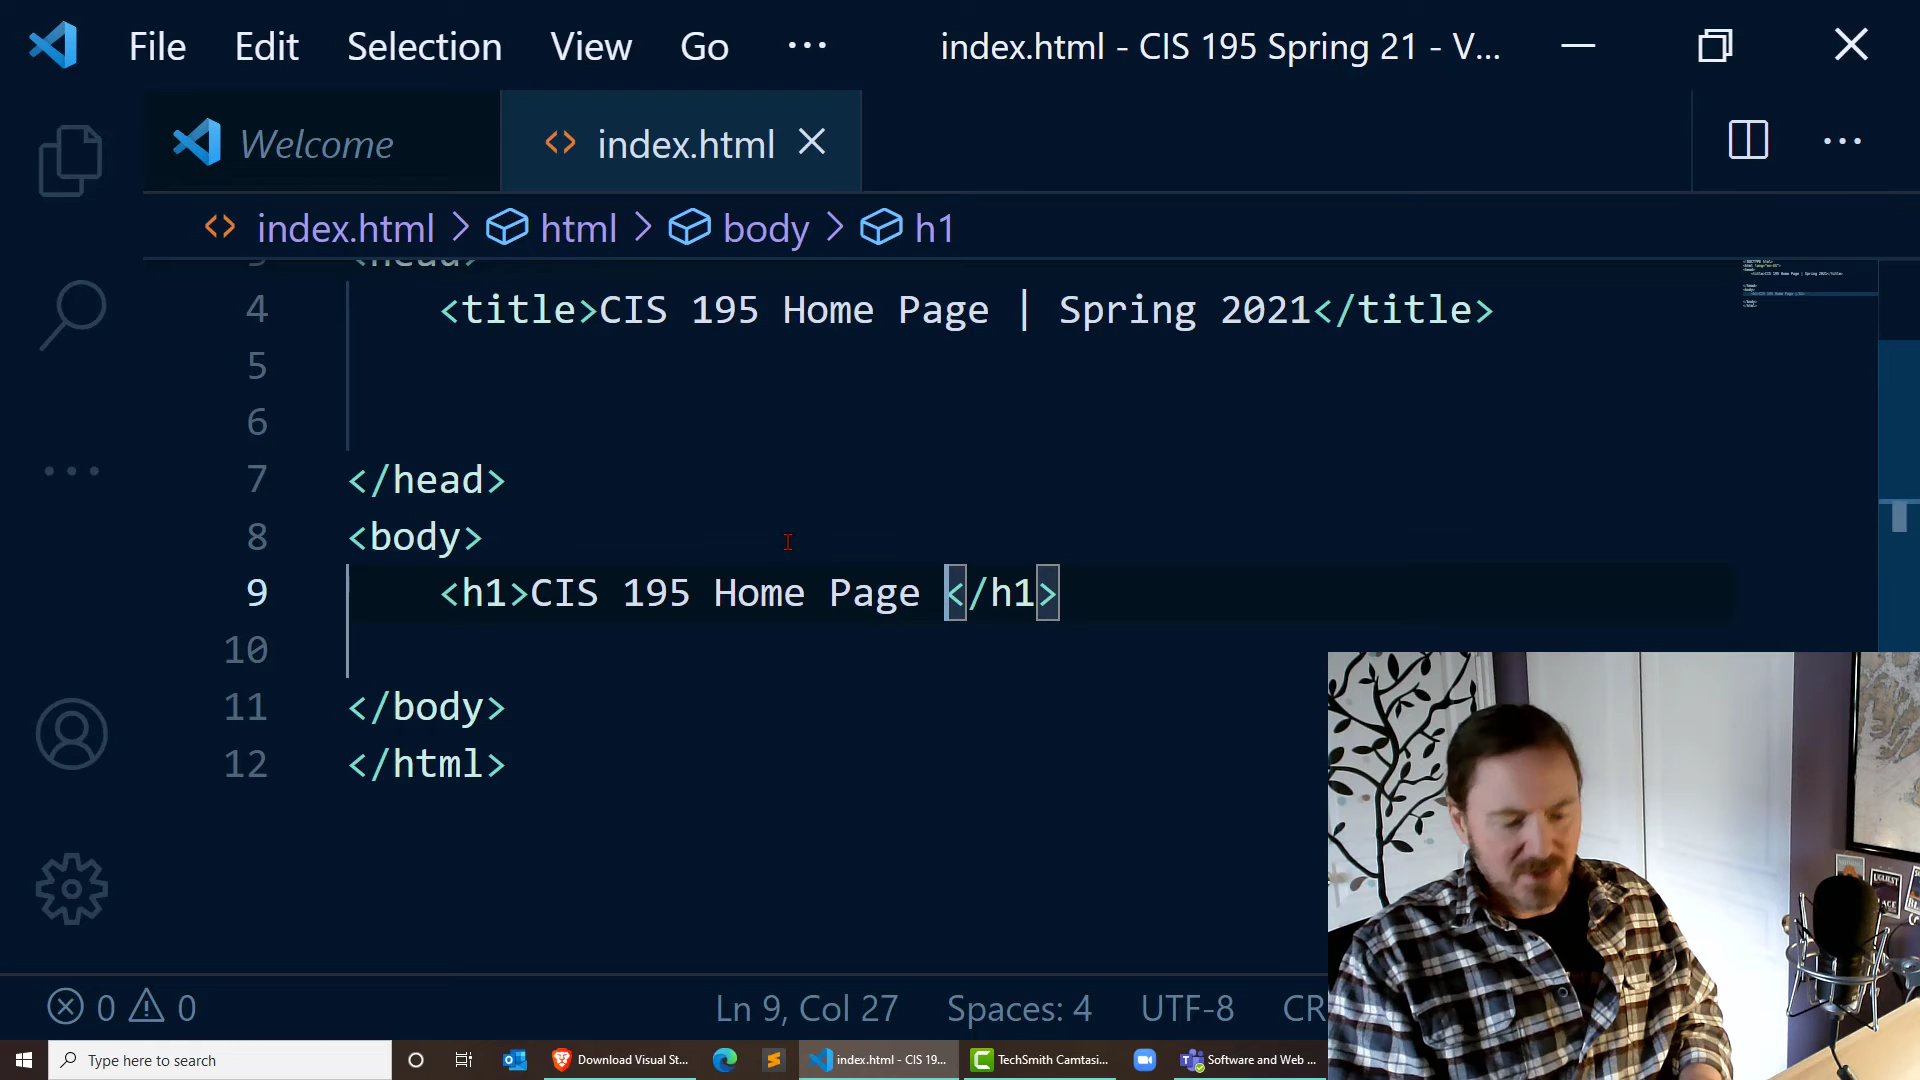 File Edit Selection View Go ··· index.html - CIS 195 Spring 21 - V...
Welcome index.html
index.html > html > body > h1
3 <head>
4 <title>CIS 195 Home Page | Spring 2021</title>
5
6
7 </head>
8 <body>
9 <h1>CIS 195 Home Page </h1>
10
11 </body>
12 </html>
0 0 Ln 9, Col 27 Spaces: 4 UTF-8 CR
Type here to search Download Visual St... index.html - CIS 19... TechSmith Camtasi... Software and Web ...